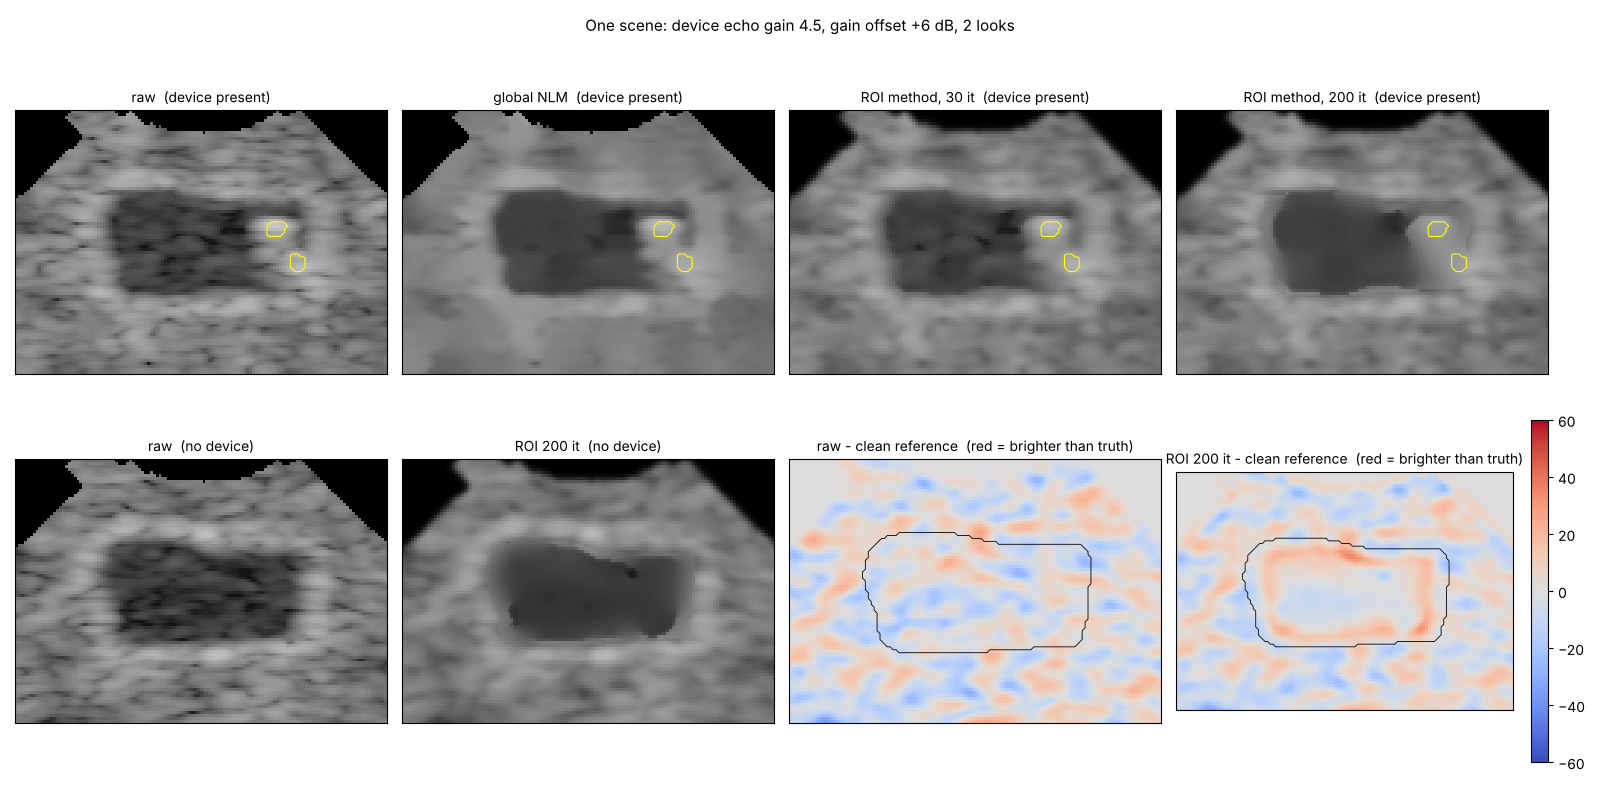 One scene: device echo gain 4.5, gain offset +6 dB, 2 looks
raw  (device present)
global NLM  (device present)
ROI method, 30 it  (device present)
ROI method, 200 it  (device present)
raw  (no device)
ROI 200 it  (no device)
raw - clean reference  (red = brighter than truth)
ROI 200 it - clean reference  (red = brighter than truth)
60
40
20
0
−20
−40
−60